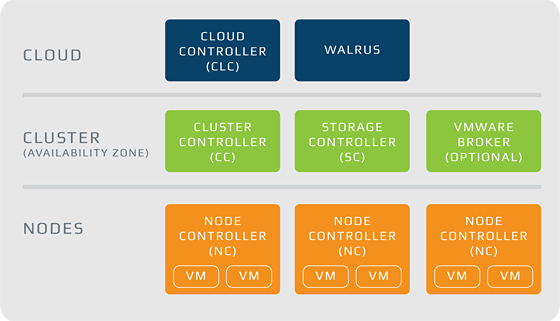 CLOUD
CLOUD
CONTROLLER
(CLC)
WALRUS
CLUSTER
(AVAILABILITY ZONE)
CLUSTER
CONTROLLER
(CC)
STORAGE
CONTROLLER
(SC)
VMWARE
BROKER
(OPTIONAL)
NODES
NODE
CONTROLLER
(NC)
VM VM
NODE
CONTROLLER
(NC)
VM VM
NODE
CONTROLLER
(NC)
VM VM